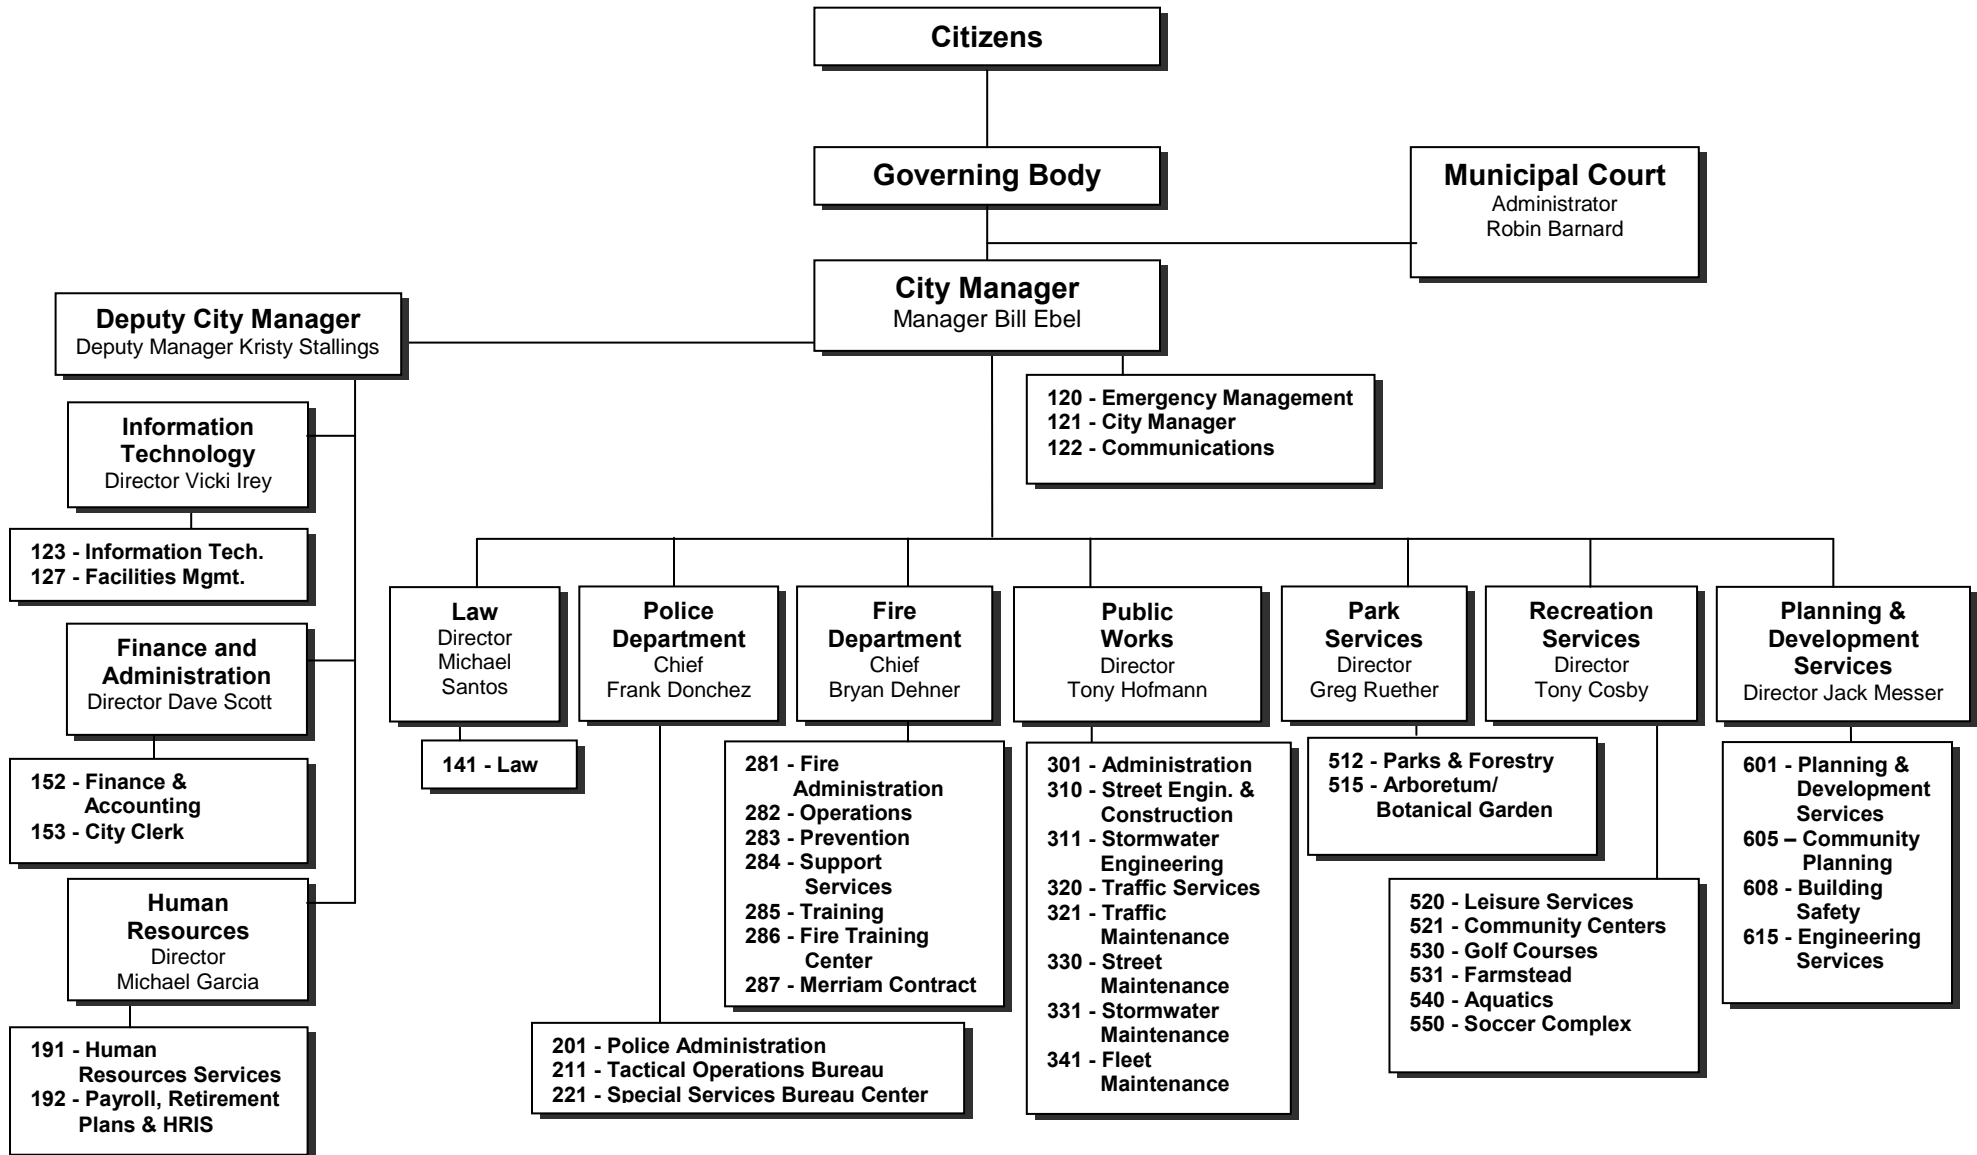 Citizens
Governing Body
Municipal Court
Administrator
Robin Barnard
City Manager
Manager Bill Ebel
Deputy City Manager
Deputy Manager Kristy Stallings
120 - Emergency Management
121 - City Manager
122 - Communications
Information
Technology
Director Vicki Irey
123 - Information Tech.
127 - Facilities Mgmt.
Finance and
Administration
Director Dave Scott
152 - Finance &
Accounting
153 - City Clerk
Human
Resources
Director
Michael Garcia
191 - Human
Resources Services
192 - Payroll, Retirement
Plans & HRIS
Law
Director
Michael
Santos
141 - Law
Police
Department
Chief
Frank Donchez
201 - Police Administration
211 - Tactical Operations Bureau
221 - Special Services Bureau Center
Fire
Department
Chief
Bryan Dehner
281 - Fire
Administration
282 - Operations
283 - Prevention
284 - Support
Services
285 - Training
286 - Fire Training
Center
287 - Merriam Contract
Public
Works
Director
Tony Hofmann
301 - Administration
310 - Street Engin. &
Construction
311 - Stormwater
Engineering
320 - Traffic Services
321 - Traffic
Maintenance
330 - Street
Maintenance
331 - Stormwater
Maintenance
341 - Fleet
Maintenance
Park
Services
Director
Greg Ruether
512 - Parks & Forestry
515 - Arboretum/
Botanical Garden
Recreation
Services
Director
Tony Cosby
520 - Leisure Services
521 - Community Centers
530 - Golf Courses
531 - Farmstead
540 - Aquatics
550 - Soccer Complex
Planning &
Development
Services
Director Jack Messer
601 - Planning &
Development
Services
605 – Community
Planning
608 - Building
Safety
615 - Engineering
Services